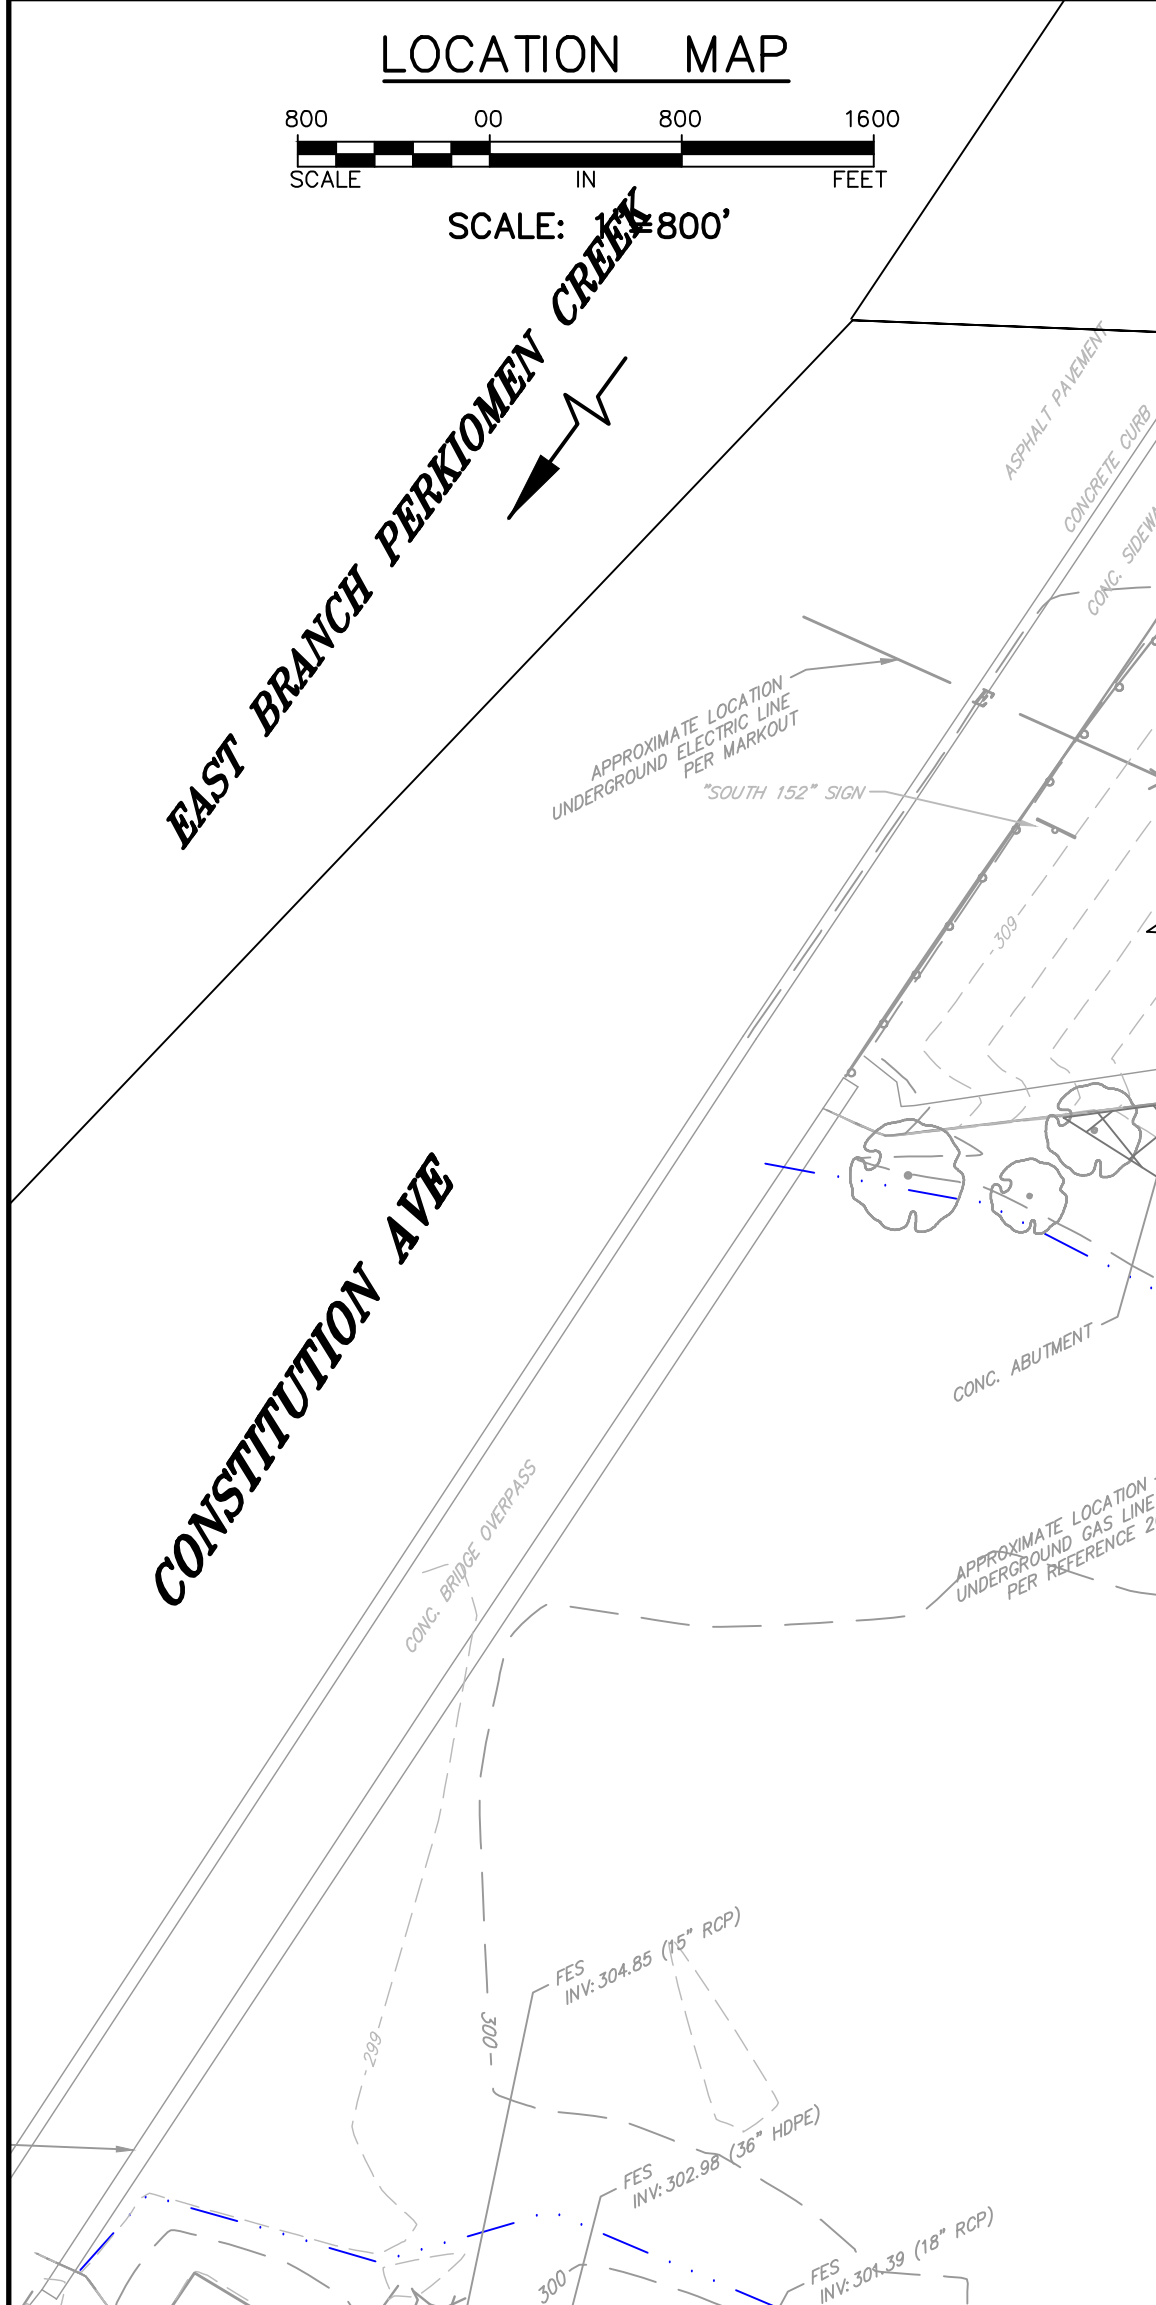 LOCATION MAP
800 00 800 1600
SCALE IN FEET
SCALE: 1"=800'
EAST BRANCH PERKIOMEN CREEK
ASPHALT PAVEMENT
CONCRETE CURB
CONC.
APPROXIMATE LOCATION
UNDERGROUND ELECTRIC LINE
PER MARKOUT
E
"SOUTH 152" SIGN
309
CONSTITUTION AVE
CONC. ABUTMENT
CONC. BRIDGE OVERPASS
APPROXIMATE LOCATION
UNDERGROUND GAS LINE
PER REFERENCE
FES
INV: 304.85 (15" RCP)
299
300
FES
INV: 302.98 (36" HDPE)
FES
INV: 301.39 (18" RCP)
300